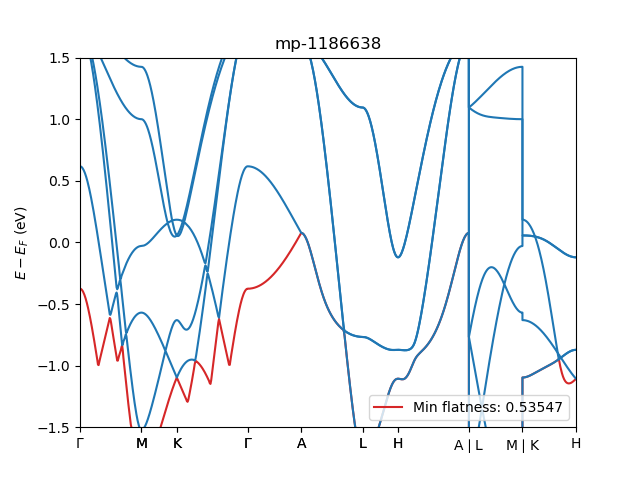 mp-1186638
E − E_F (eV)
1.5
1.0
0.5
0.0
−0.5
−1.0
−1.5
Min flatness: 0.53547
Γ M K Γ A L H A | L M | K H